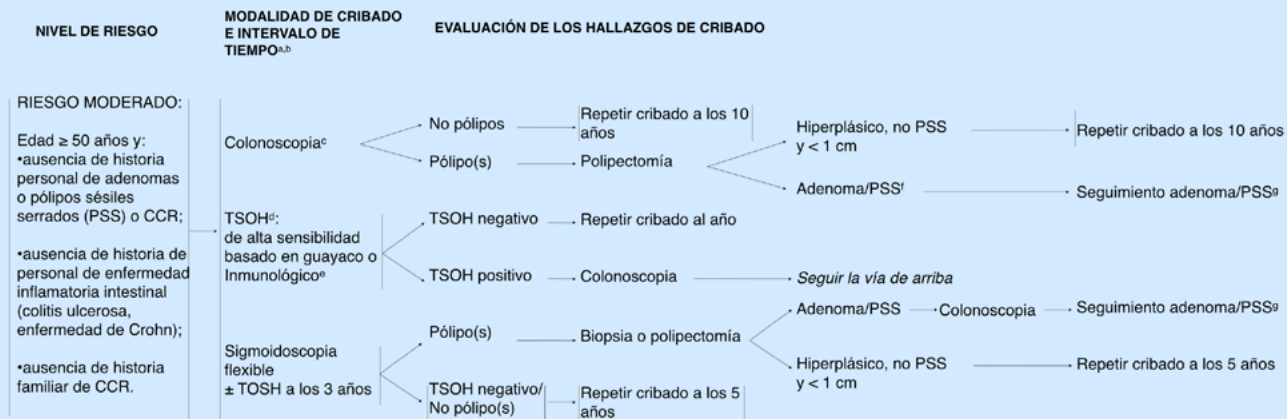 NIVEL DE RIESGO
MODALIDAD DE CRIBADO
E INTERVALO DE
TIEMPOa,b
EVALUACIÓN DE LOS HALLAZGOS DE CRIBADO
RIESGO MODERADO:
Edad ≥ 50 años y:
•ausencia de historia
personal de adenomas
o pólipos sésiles
serrados (PSS) o CCR;
•ausencia de historia de
personal de enfermedad
inflamatoria intestinal
(colitis ulcerosa,
enfermedad de Crohn);
•ausencia de historia
familiar de CCR.
Colonoscopiac
No pólipos
Repetir cribado a los 10
años
Pólipo(s)
Polipectomía
Hiperplásico, no PSS
y < 1 cm
Repetir cribado a los 10 años
Adenoma/PSSf
Seguimiento adenoma/PSSg
TSOHd:
de alta sensibilidad
basado en guayaco o
Inmunológicoe
TSOH negativo
Repetir cribado al año
TSOH positivo
Colonoscopia
Seguir la vía de arriba
Sigmoidoscopia
flexible
± TOSH a los 3 años
Pólipo(s)
Biopsia o polipectomía
Adenoma/PSS
Colonoscopia
Seguimiento adenoma/PSSg
Hiperplásico, no PSS
y < 1 cm
Repetir cribado a los 5 años
TSOH negativo/
No pólipo(s)
Repetir cribado a los 5
años